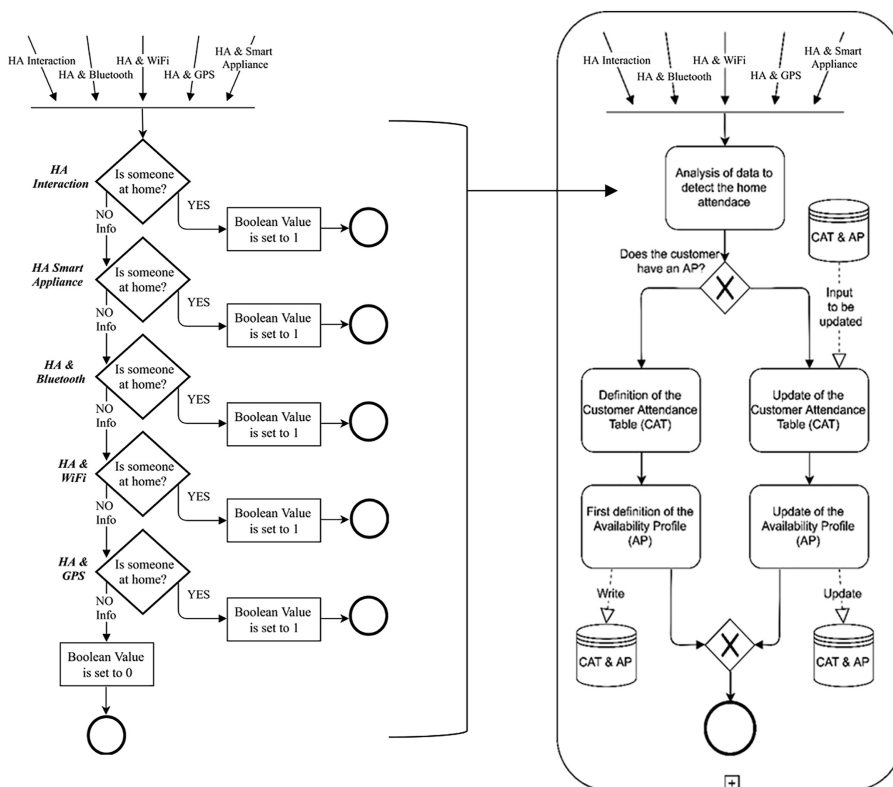 HA Interaction
HA & Bluetooth
HA & WiFi
HA & GPS
HA & Smart
Appliance
HA
Interaction
Is someone
at home?
YES
NO
Info
Boolean Value
is set to 1
HA Smart
Appliance
Is someone
at home?
YES
NO
Info
Boolean Value
is set to 1
HA &
Bluetooth
Is someone
at home?
YES
NO
Info
Boolean Value
is set to 1
HA &
WiFi
Is someone
at home?
YES
NO
Info
Boolean Value
is set to 1
HA &
GPS
Is someone
at home?
YES
NO
Info
Boolean Value
is set to 1
Boolean Value
is set to 0
HA Interaction
HA & Bluetooth
HA & WiFi
HA & GPS
HA & Smart
Appliance
Analysis of data to
detect the home
attendace
CAT & AP
Does the customer
have an AP?
X
Input
to be
updated
Definition of the
Customer Attendance
Table (CAT)
Update of the
Customer Attendance
Table (CAT)
First definition of the
Availability Profile
(AP)
Update of the
Availability Profile
(AP)
Write
Update
CAT & AP
X
CAT & AP